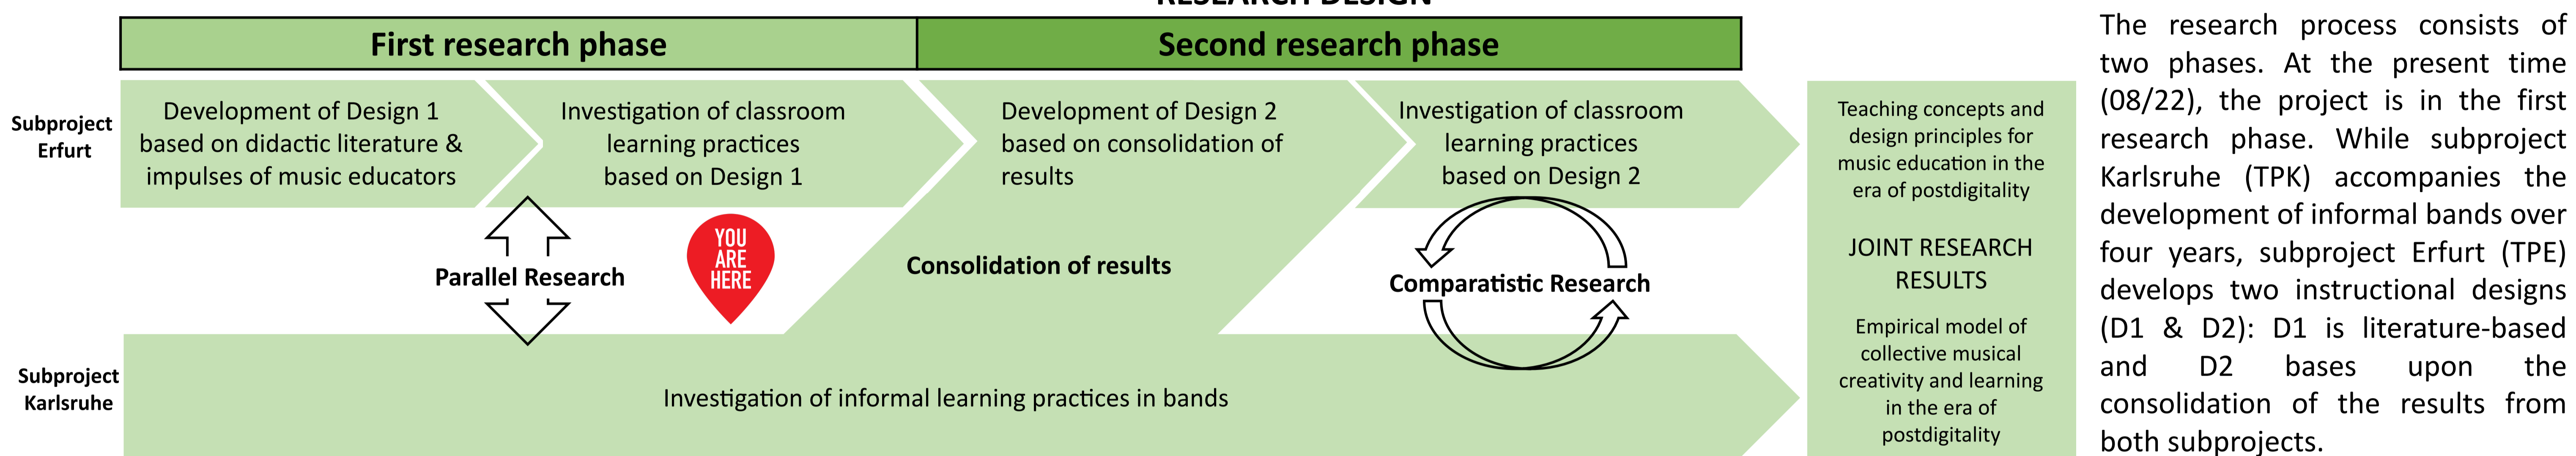 RESEARCH DESIGN
First research phase
Second research phase
Subproject
Erfurt
Development of Design 1
based on didactic literature &
impulses of music educators
Investigation of classroom
learning practices
based on Design 1
Development of Design 2
based on consolidation of
results
Investigation of classroom
learning practices
based on Design 2
Parallel Research
YOU
ARE
HERE
Consolidation of results
Comparatistic Research
Subproject
Karlsruhe
Investigation of informal learning practices in bands
Teaching concepts and
design principles for
music education in the
era of postdigitality
JOINT RESEARCH
RESULTS
Empirical model of
collective musical
creativity and learning
in the era of
postdigitality
The research process consists of
two phases. At the present time
(08/22), the project is in the first
research phase. While subproject
Karlsruhe (TPK) accompanies the
development of informal bands over
four years, subproject Erfurt (TPE)
develops two instructional designs
(D1 & D2): D1 is literature-based
and D2 bases upon the
consolidation of the results from
both subprojects.